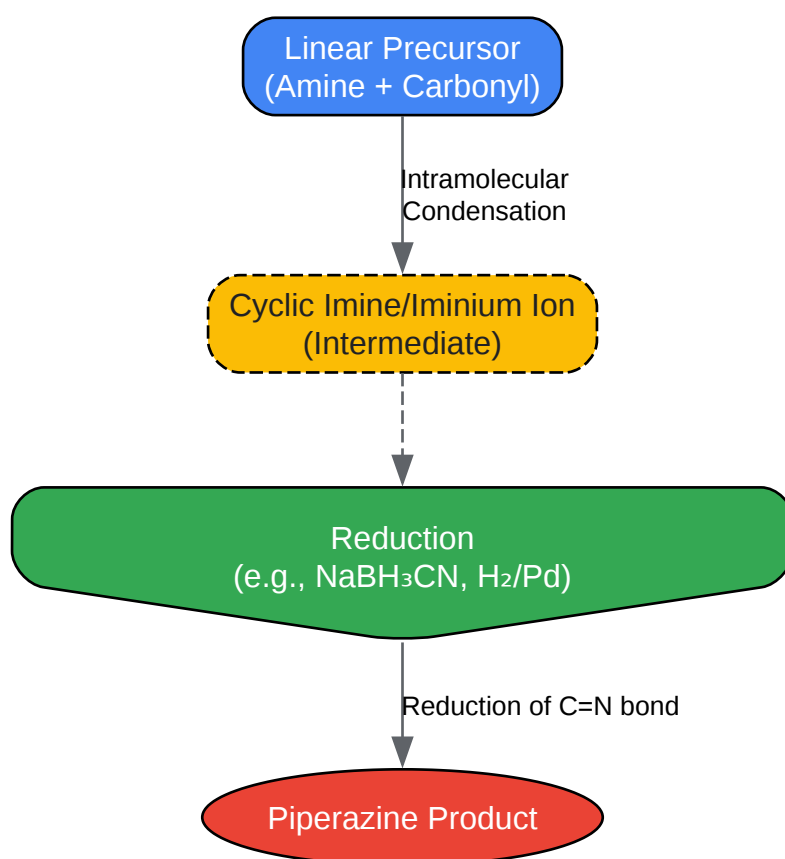 Linear Precursor
(Amine + Carbonyl)
Intramolecular
Condensation
Cyclic Imine/Iminium Ion
(Intermediate)
Reduction
(e.g., NaBH₃CN, H₂/Pd)
Reduction of C=N bond
Piperazine Product